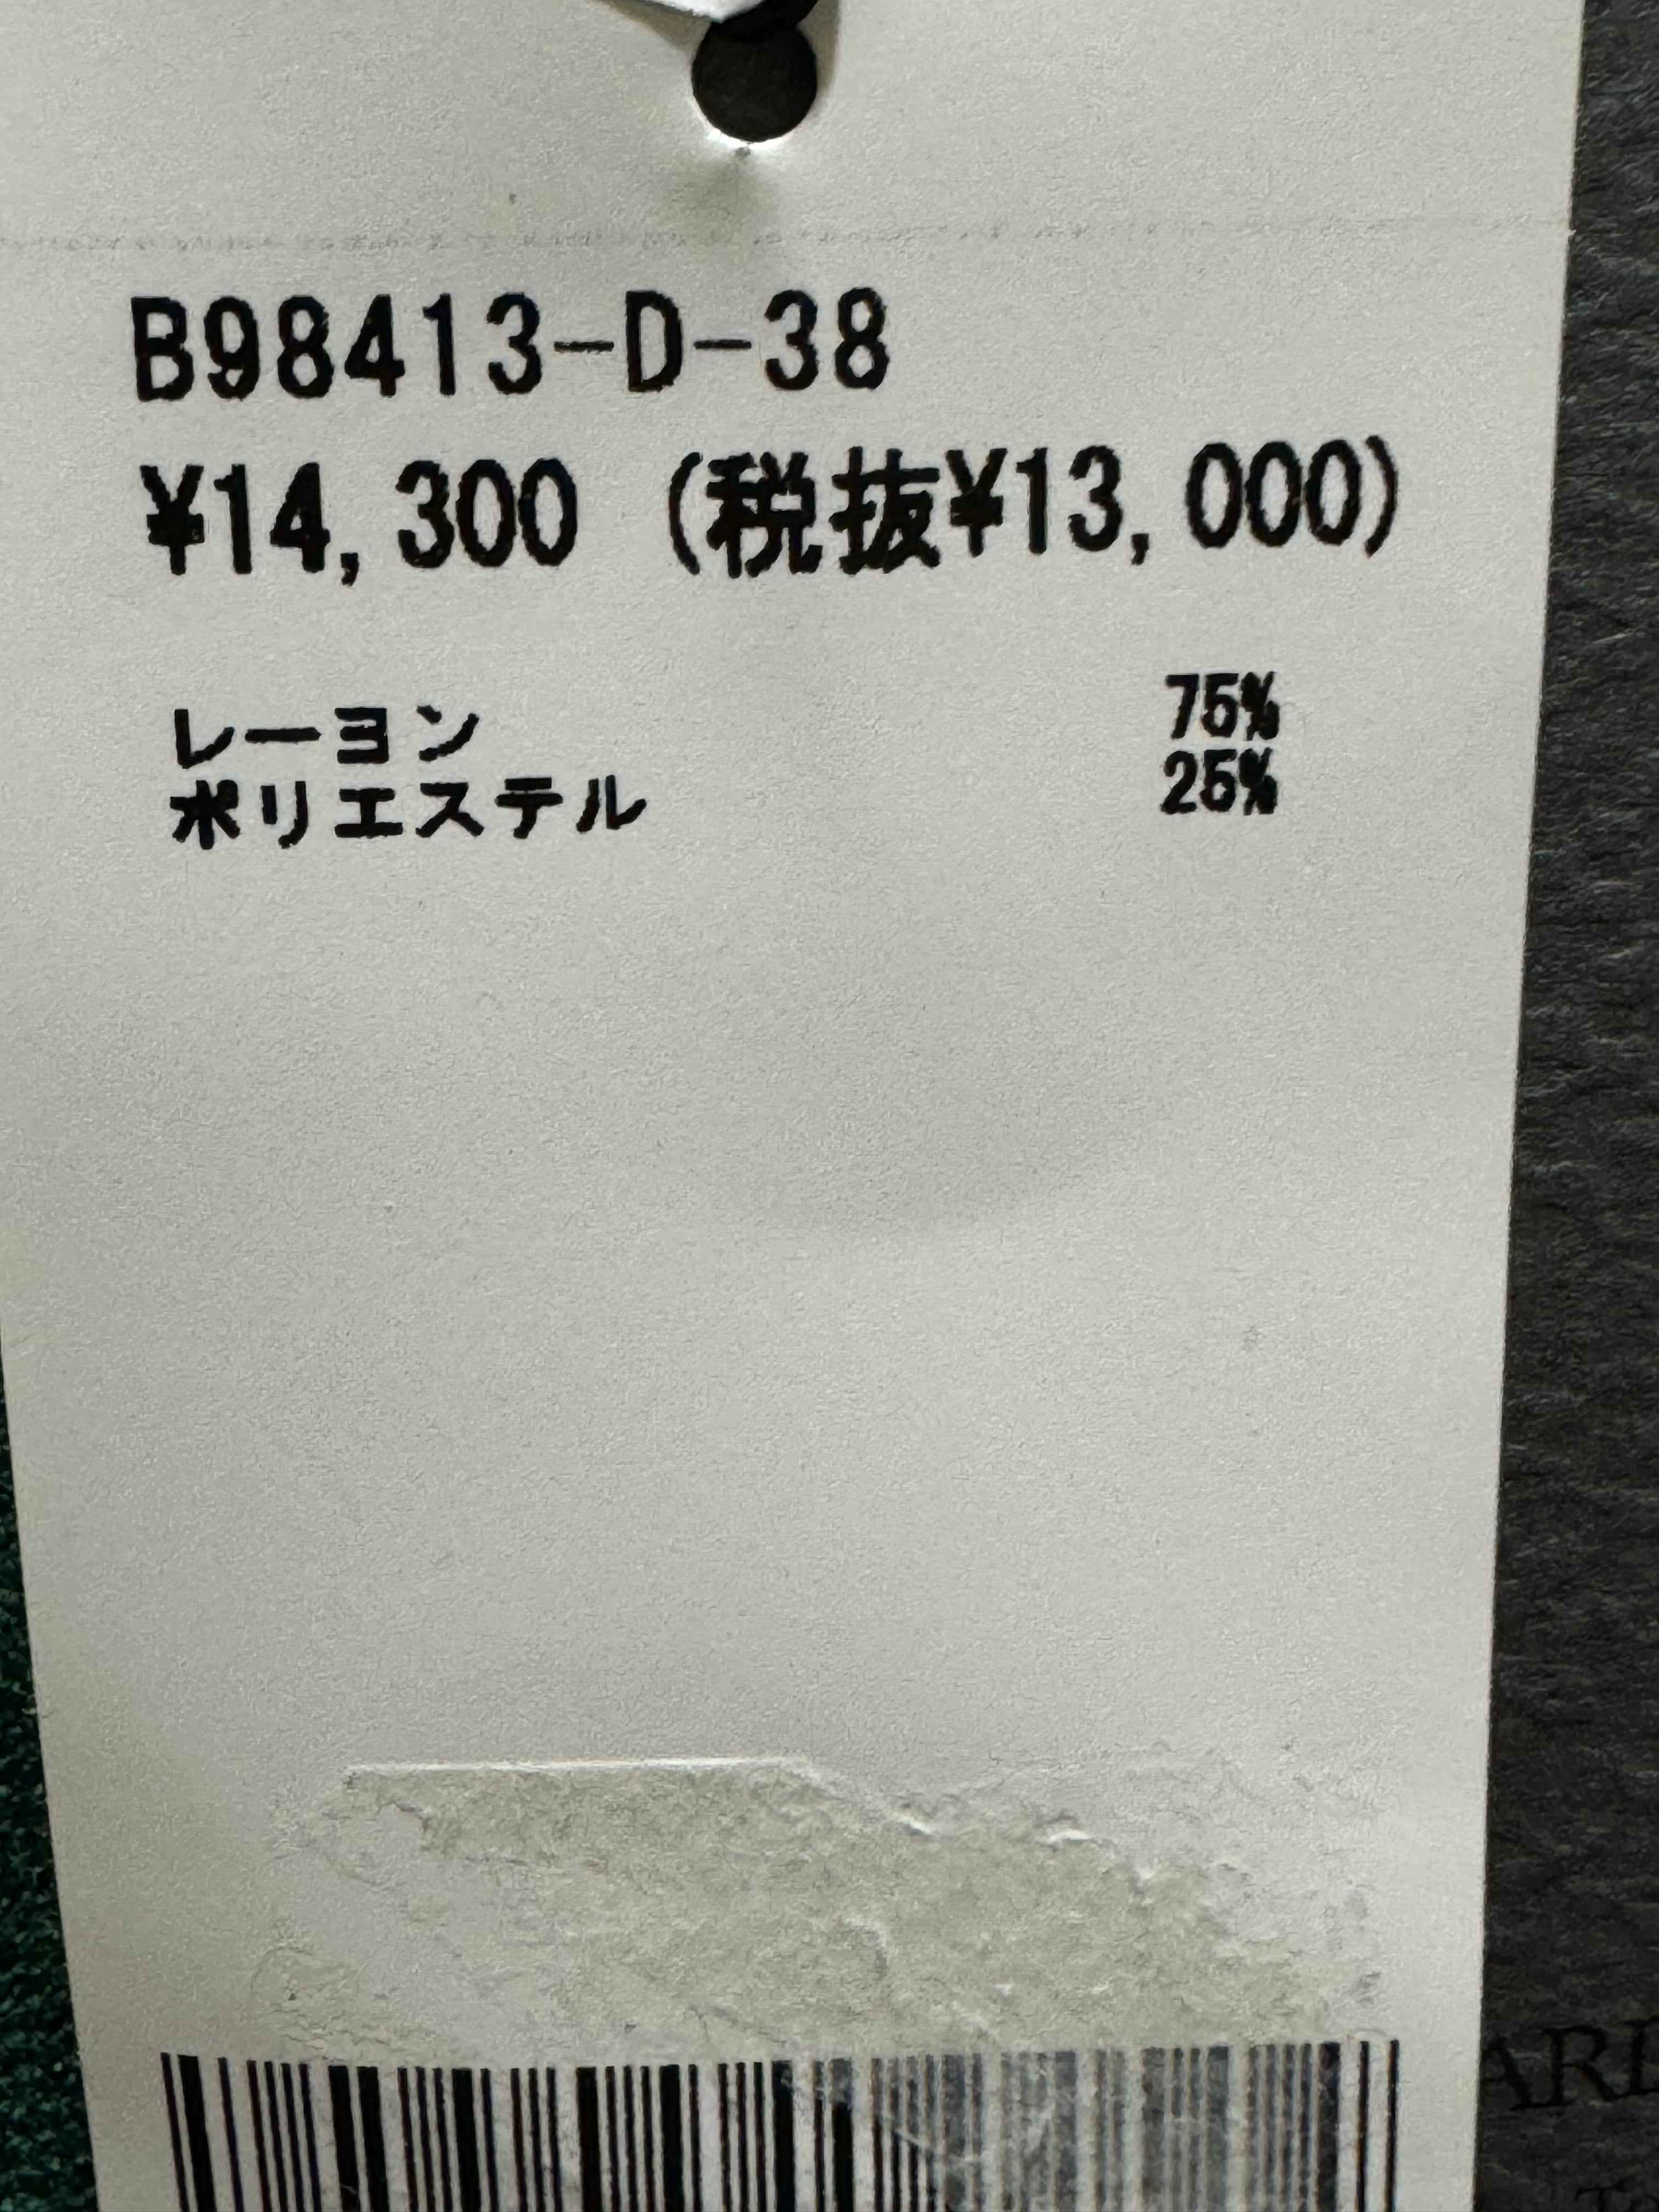 B98413-D-38
¥14,300 (税抜¥13,000)
レーヨン 75%
ポリエステル 25%